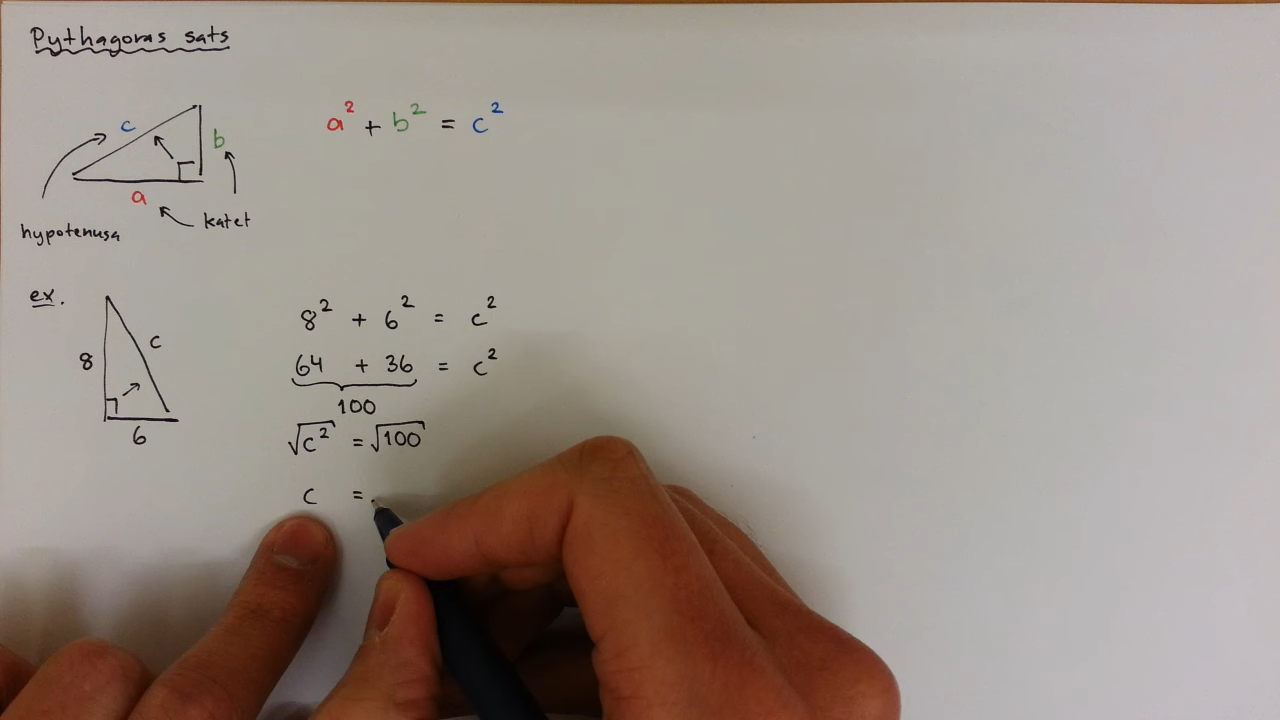 Pythagoras sats
c
b
a
hypotenusa
katet
a² + b² = c²
ex.
8
c
6
8² + 6² = c²
64 + 36 = c²
100
√c² = √100
c =